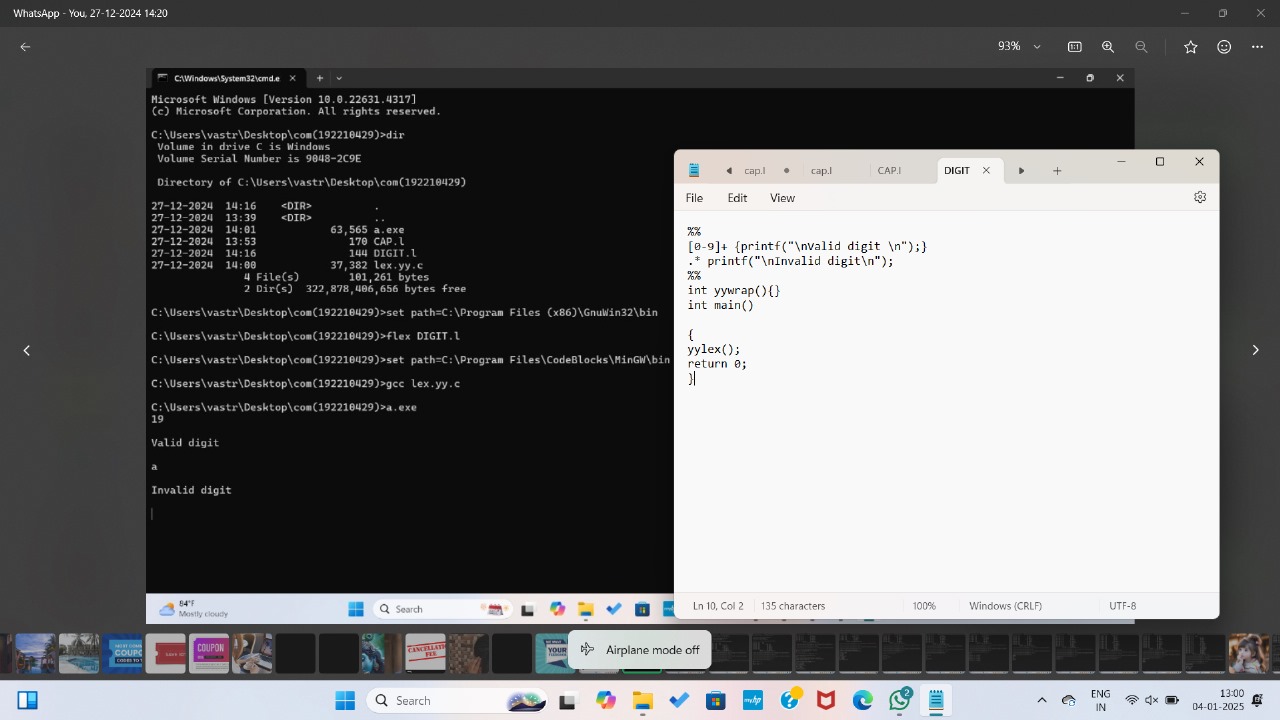 WhatsApp - You, 27-12-2024 14:20
93%
C:\Windows\System32\cmd.e
Microsoft Windows [Version 10.0.22631.4317]
(c) Microsoft Corporation. All rights reserved.
C:\Users\vastr\Desktop\com(192210429)>dir
Volume in drive C is Windows
Volume Serial Number is 9048-2C9E
Directory of C:\Users\vastr\Desktop\com(192210429)
27-12-2024 14:16 <DIR> .
27-12-2024 13:39 <DIR> ..
27-12-2024 14:01 63,565 a.exe
27-12-2024 13:53 170 CAP.l
27-12-2024 14:16 144 DIGIT.l
27-12-2024 14:00 37,382 lex.yy.c
4 File(s) 101,261 bytes
2 Dir(s) 322,878,406,656 bytes free
C:\Users\vastr\Desktop\com(192210429)>set path=C:\Program Files (x86)\GnuWin32\bin
C:\Users\vastr\Desktop\com(192210429)>flex DIGIT.l
C:\Users\vastr\Desktop\com(192210429)>set path=C:\Program Files\CodeBlocks\MinGW\bin
C:\Users\vastr\Desktop\com(192210429)>gcc lex.yy.c
C:\Users\vastr\Desktop\com(192210429)>a.exe
19
Valid digit
a
Invalid digit
cap.l cap.l CAP.l DIGIT
File Edit View
%%
[0-9]+ {printf("\nValid digit \n");}
.* printf("\nInvalid digit\n");
%%
int yywrap(){}
int main()
{
yylex();
return 0;
}
Ln 10, Col 2 135 characters 100% Windows (CRLF) UTF-8
84°F
Mostly cloudy
Search
COUPON
CANCELLATION
FEE
YOUR
Airplane mode off
Search
myhp
2
ENG
IN
13:00
04-01-2025